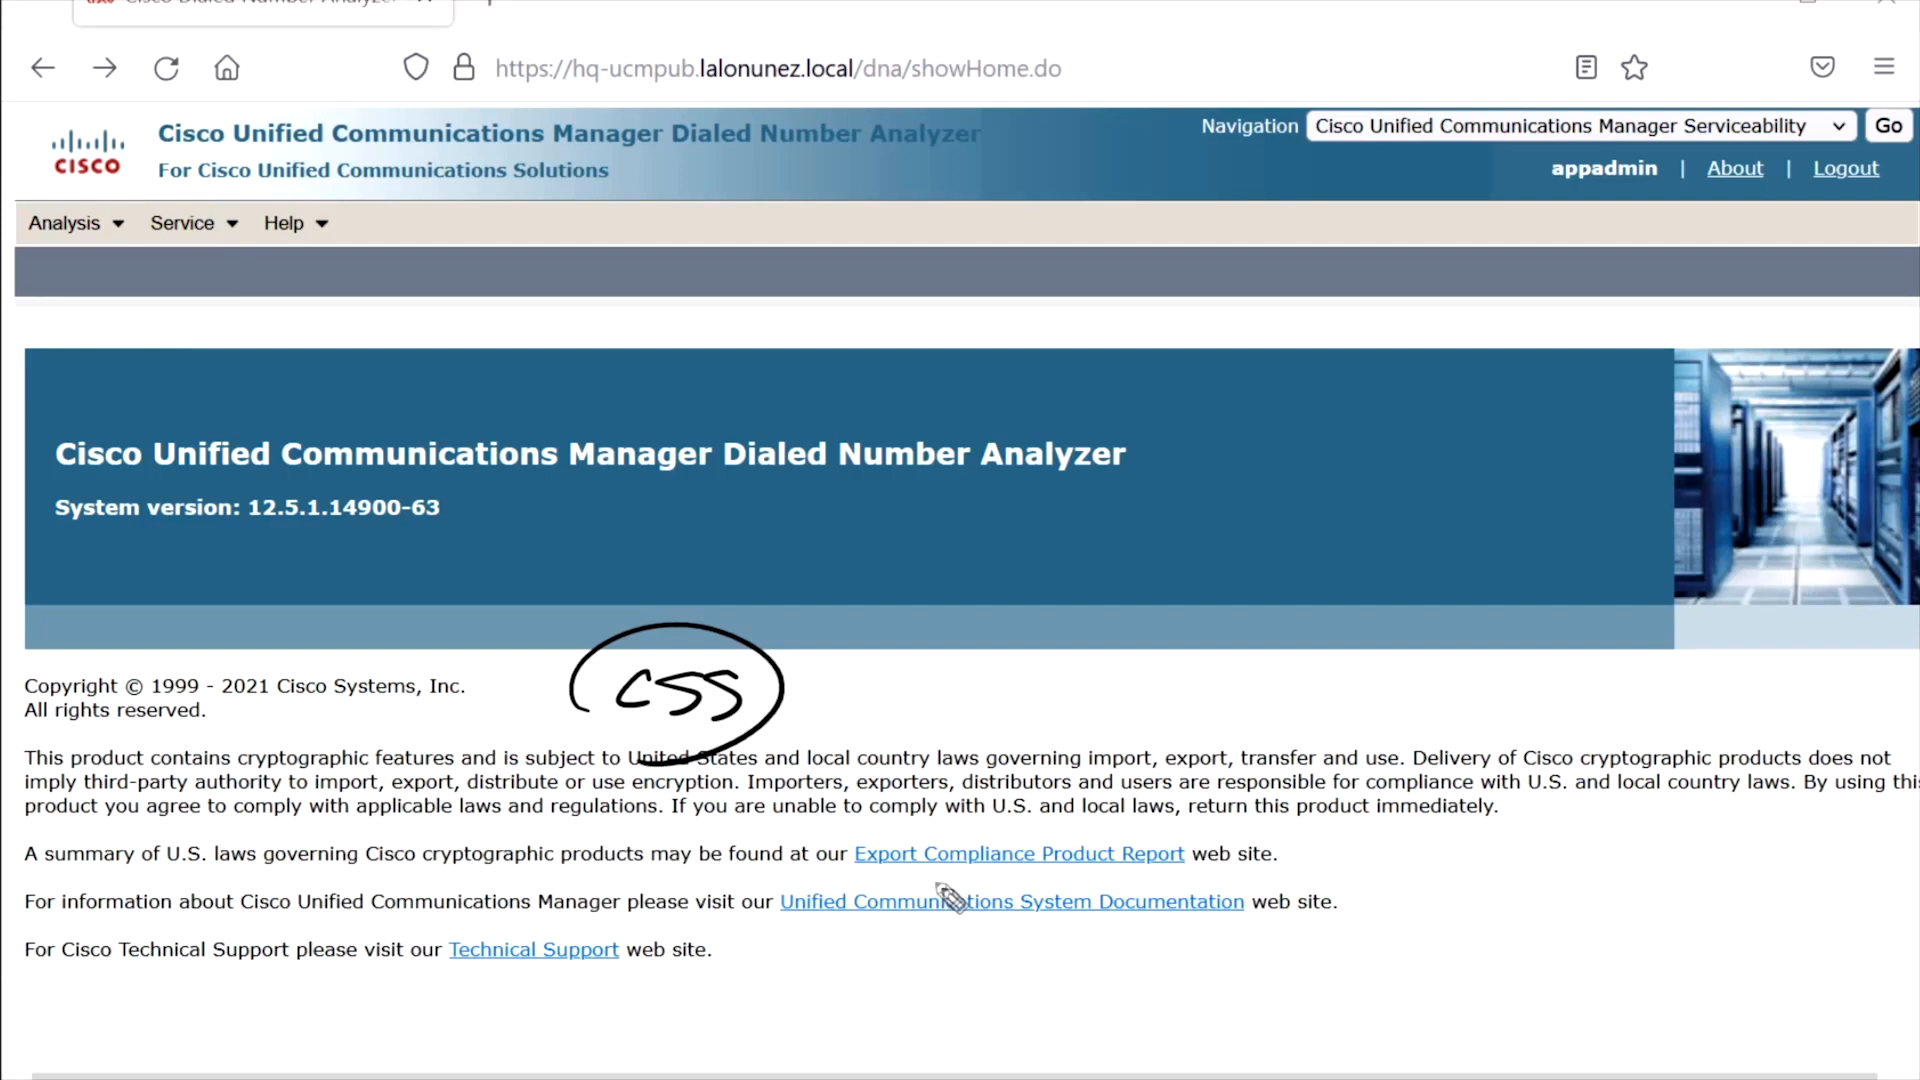 https://hq-ucmpub.lalonunez.local/dna/showHome.do
Cisco Unified Communications Manager Dialed Number Analyzer
For Cisco Unified Communications Solutions
CISCO
Navigation Cisco Unified Communications Manager Serviceability Go
appadmin | About | Logout
Analysis Service Help
Cisco Unified Communications Manager Dialed Number Analyzer
System version: 12.5.1.14900-63
CSS
Copyright © 1999 - 2021 Cisco Systems, Inc.
All rights reserved.
This product contains cryptographic features and is subject to United States and local country laws governing import, export, transfer and use. Delivery of Cisco cryptographic products does not
imply third-party authority to import, export, distribute or use encryption. Importers, exporters, distributors and users are responsible for compliance with U.S. and local country laws. By using this
product you agree to comply with applicable laws and regulations. If you are unable to comply with U.S. and local laws, return this product immediately.
A summary of U.S. laws governing Cisco cryptographic products may be found at our Export Compliance Product Report web site.
For information about Cisco Unified Communications Manager please visit our Unified Communications System Documentation web site.
For Cisco Technical Support please visit our Technical Support web site.